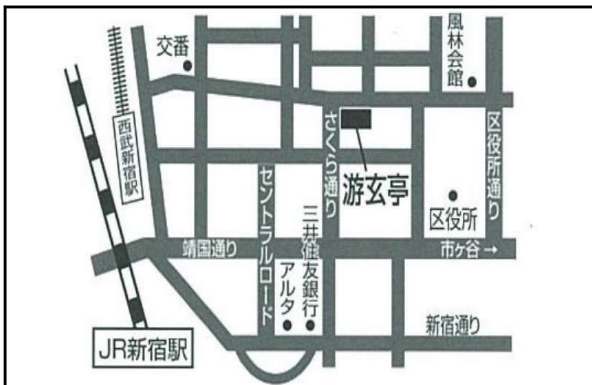 交番
風林会館
西武新宿駅
さくら通り
区役所通り
游玄亭
区役所
セントラルロード
三井住友銀行
アルタ
靖国通り
市ヶ谷→
新宿通り
JR新宿駅